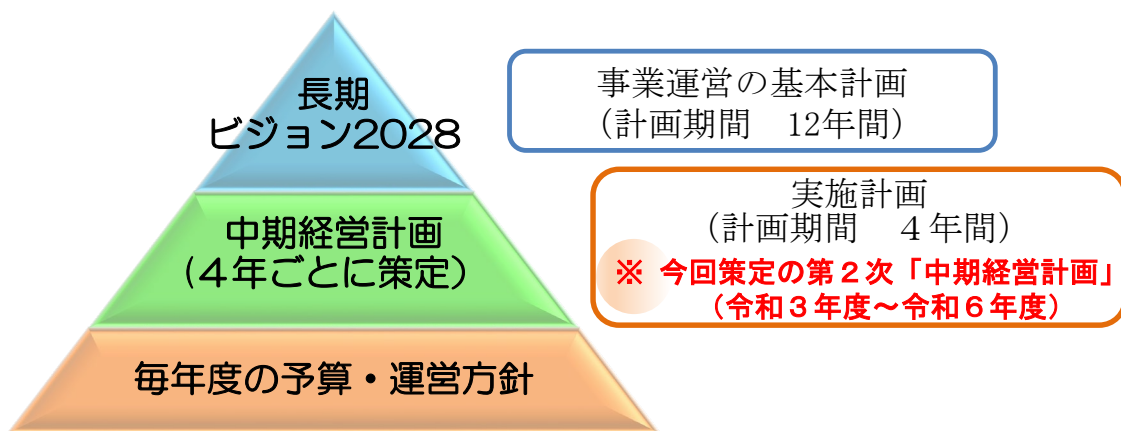 長期
ビジョン2028
事業運営の基本計画
（計画期間　12年間）
中期経営計画
（４年ごとに策定）
実施計画
（計画期間　４年間）
※ 今回策定の第２次「中期経営計画」
（令和３年度～令和６年度）
毎年度の予算・運営方針